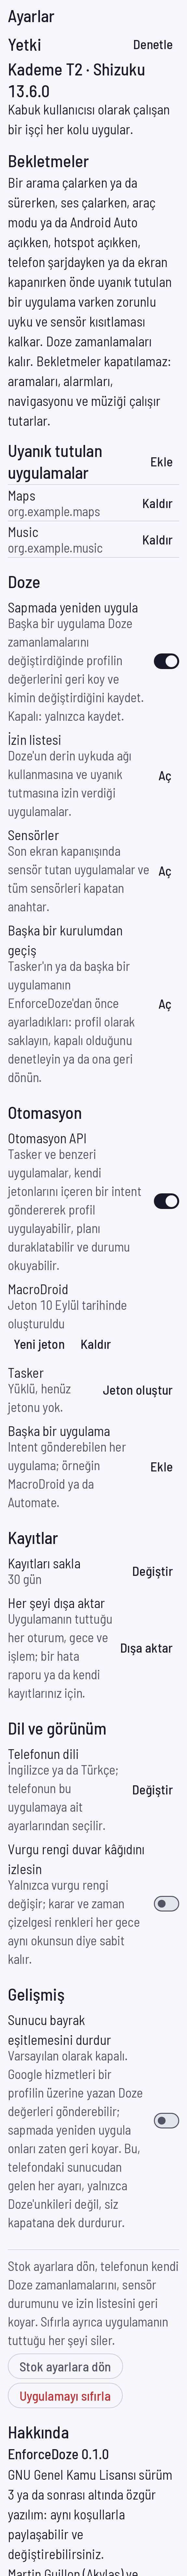 Ayarlar
Yetki
Denetle
Kademe T2 · Shizuku
13.6.0
Kabuk kullanıcısı olarak çalışan
bir işçi her kolu uygular.
Bekletmeler
Bir arama çalarken ya da
sürerken, ses çalarken, araç
modu ya da Android Auto
açıkken, hotspot açıkken,
telefon şarjdayken ya da ekran
kapanırken önde uyanık tutulan
bir uygulama varken zorunlu
uyku ve sensör kısıtlaması
kalkar. Doze zamanlamaları
kalır. Bekletmeler kapatılamaz:
aramaları, alarmları,
navigasyonu ve müziği çalışır
tutarlar.
Uyanık tutulan
uygulamalar
Ekle
Maps
org.example.maps
Kaldır
Music
org.example.music
Kaldır
Doze
Sapmada yeniden uygula
Başka bir uygulama Doze
zamanlamalarını
değiştirdiğinde profilin
değerlerini geri koy ve
kimin değiştirdiğini kaydet.
Kapalı: yalnızca kaydet.
İzin listesi
Doze'un derin uykuda ağı
kullanmasına ve uyanık
tutmasına izin verdiği
uygulamalar.
Aç
Sensörler
Son ekran kapanışında
sensör tutan uygulamalar ve
tüm sensörleri kapatan
anahtar.
Aç
Başka bir kurulumdan
geçiş
Tasker'ın ya da başka bir
uygulamanın
EnforceDoze'dan önce
ayarladıkları: profil olarak
saklayın, kapalı olduğunu
denetleyin ya da ona geri
dönün.
Aç
Otomasyon
Otomasyon API
Tasker ve benzeri
uygulamalar, kendi
jetonlarını içeren bir intent
göndererek profil
uygulayabilir, planı
duraklatabilir ve durumu
okuyabilir.
MacroDroid
Jeton 10 Eylül tarihinde
oluşturuldu
Yeni jeton Kaldır
Tasker
Yüklü, henüz
jetonu yok.
Jeton oluştur
Başka bir uygulama
Intent gönderebilen her
uygulama; örneğin
MacroDroid ya da
Automate.
Ekle
Kayıtlar
Kayıtları sakla
30 gün
Değiştir
Her şeyi dışa aktar
Uygulamanın tuttuğu
her oturum, gece ve
işlem; bir hata
raporu ya da kendi
kayıtlarınız için.
Dışa aktar
Dil ve görünüm
Telefonun dili
İngilizce ya da Türkçe;
telefonun bu
uygulamaya ait
ayarlarından seçilir.
Değiştir
Vurgu rengi duvar kâğıdını
izlesin
Yalnızca vurgu rengi
değişir; karar ve zaman
çizelgesi renkleri her gece
aynı okunsun diye sabit
kalır.
Gelişmiş
Sunucu bayrak
eşitlemesini durdur
Varsayılan olarak kapalı.
Google hizmetleri bir
profilin üzerine yazan Doze
değerleri gönderebilir;
sapmada yeniden uygula
onları zaten geri koyar. Bu,
telefondaki sunucudan
gelen her ayarı, yalnızca
Doze'unkileri değil, siz
kapatana dek durdurur.
Stok ayarlara dön, telefonun kendi
Doze zamanlamalarını, sensör
durumunu ve izin listesini geri
koyar. Sıfırla ayrıca uygulamanın
tuttuğu her şeyi siler.
Stok ayarlara dön
Uygulamayı sıfırla
Hakkında
EnforceDoze 0.1.0
GNU Genel Kamu Lisansı sürüm
3 ya da sonrası altında özgür
yazılım: aynı koşullarla
paylaşabilir ve
değiştirebilirsiniz.
Martin Guillon (Akylas) ve